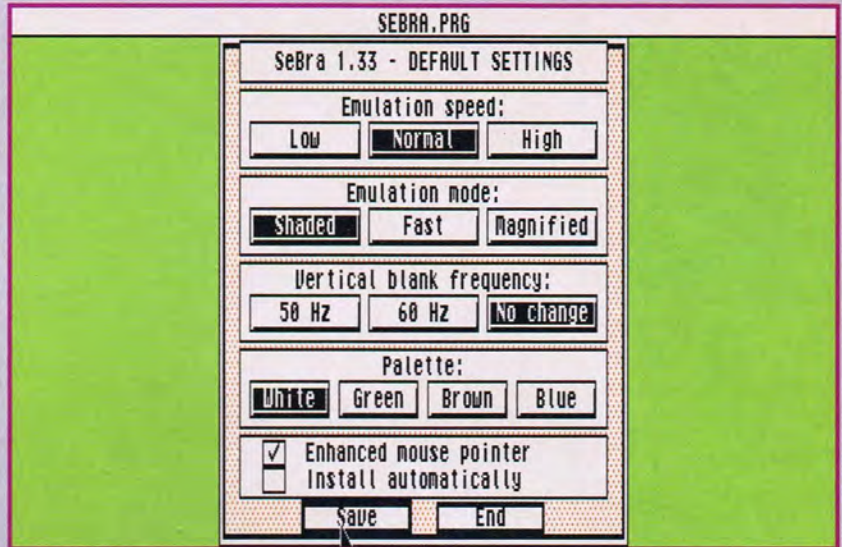 SEBRA.PRG
SeBra 1.33 - DEFAULT SETTINGS
Emulation speed:
Low Normal High
Emulation mode:
Shaded Fast Magnified
Vertical blank frequency:
50 Hz 60 Hz No change
Palette:
White Green Brown Blue
Enhanced mouse pointer
Install automatically
Save End